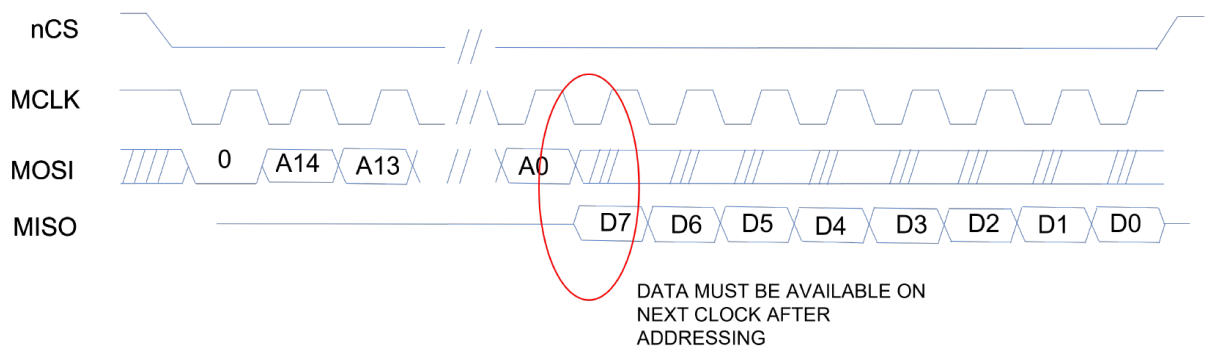 nCS
MCLK
MOSI 0 A14 A13 A0
MISO D7 D6 D5 D4 D3 D2 D1 D0
DATA MUST BE AVAILABLE ON
NEXT CLOCK AFTER
ADDRESSING